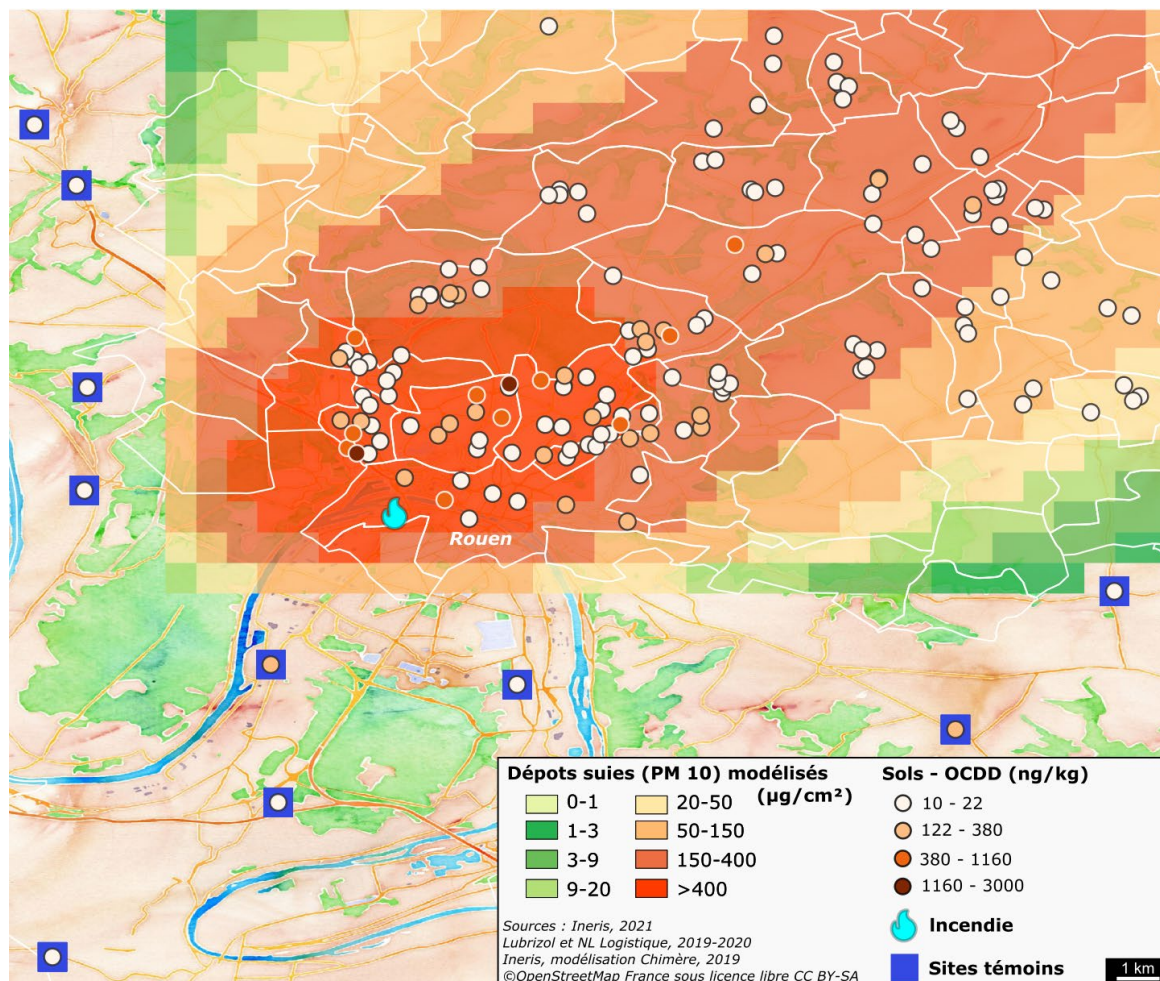 Rouen
Dépots suies (PM 10) modélisés
(µg/cm²)
0-1
1-3
3-9
9-20
20-50
50-150
150-400
>400
Sols - OCDD (ng/kg)
10 - 22
122 - 380
380 - 1160
1160 - 3000
Incendie
Sites témoins
Sources : Ineris, 2021
Lubrizol et NL Logistique, 2019-2020
Ineris, modélisation Chimère, 2019
©OpenStreetMap France sous licence libre CC BY-SA
1 km